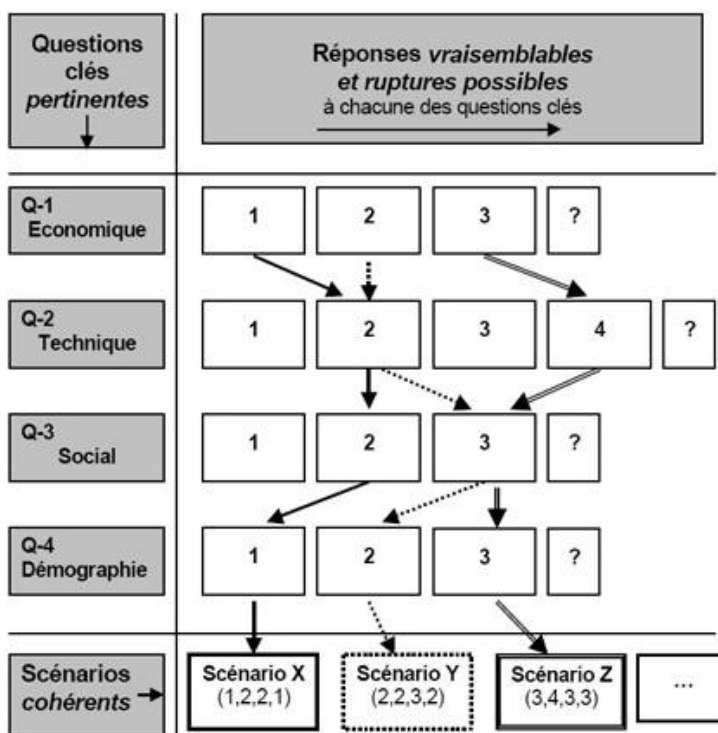 Questions
clés
pertinentes
Réponses vraisemblables
et ruptures possibles
à chacune des questions clés
Q-1
Economique
1
2
3
?
Q-2
Technique
1
2
3
4
?
Q-3
Social
1
2
3
?
Q-4
Démographie
1
2
3
?
Scénarios
cohérents
Scénario X
(1,2,2,1)
Scénario Y
(2,2,3,2)
Scénario Z
(3,4,3,3)
...